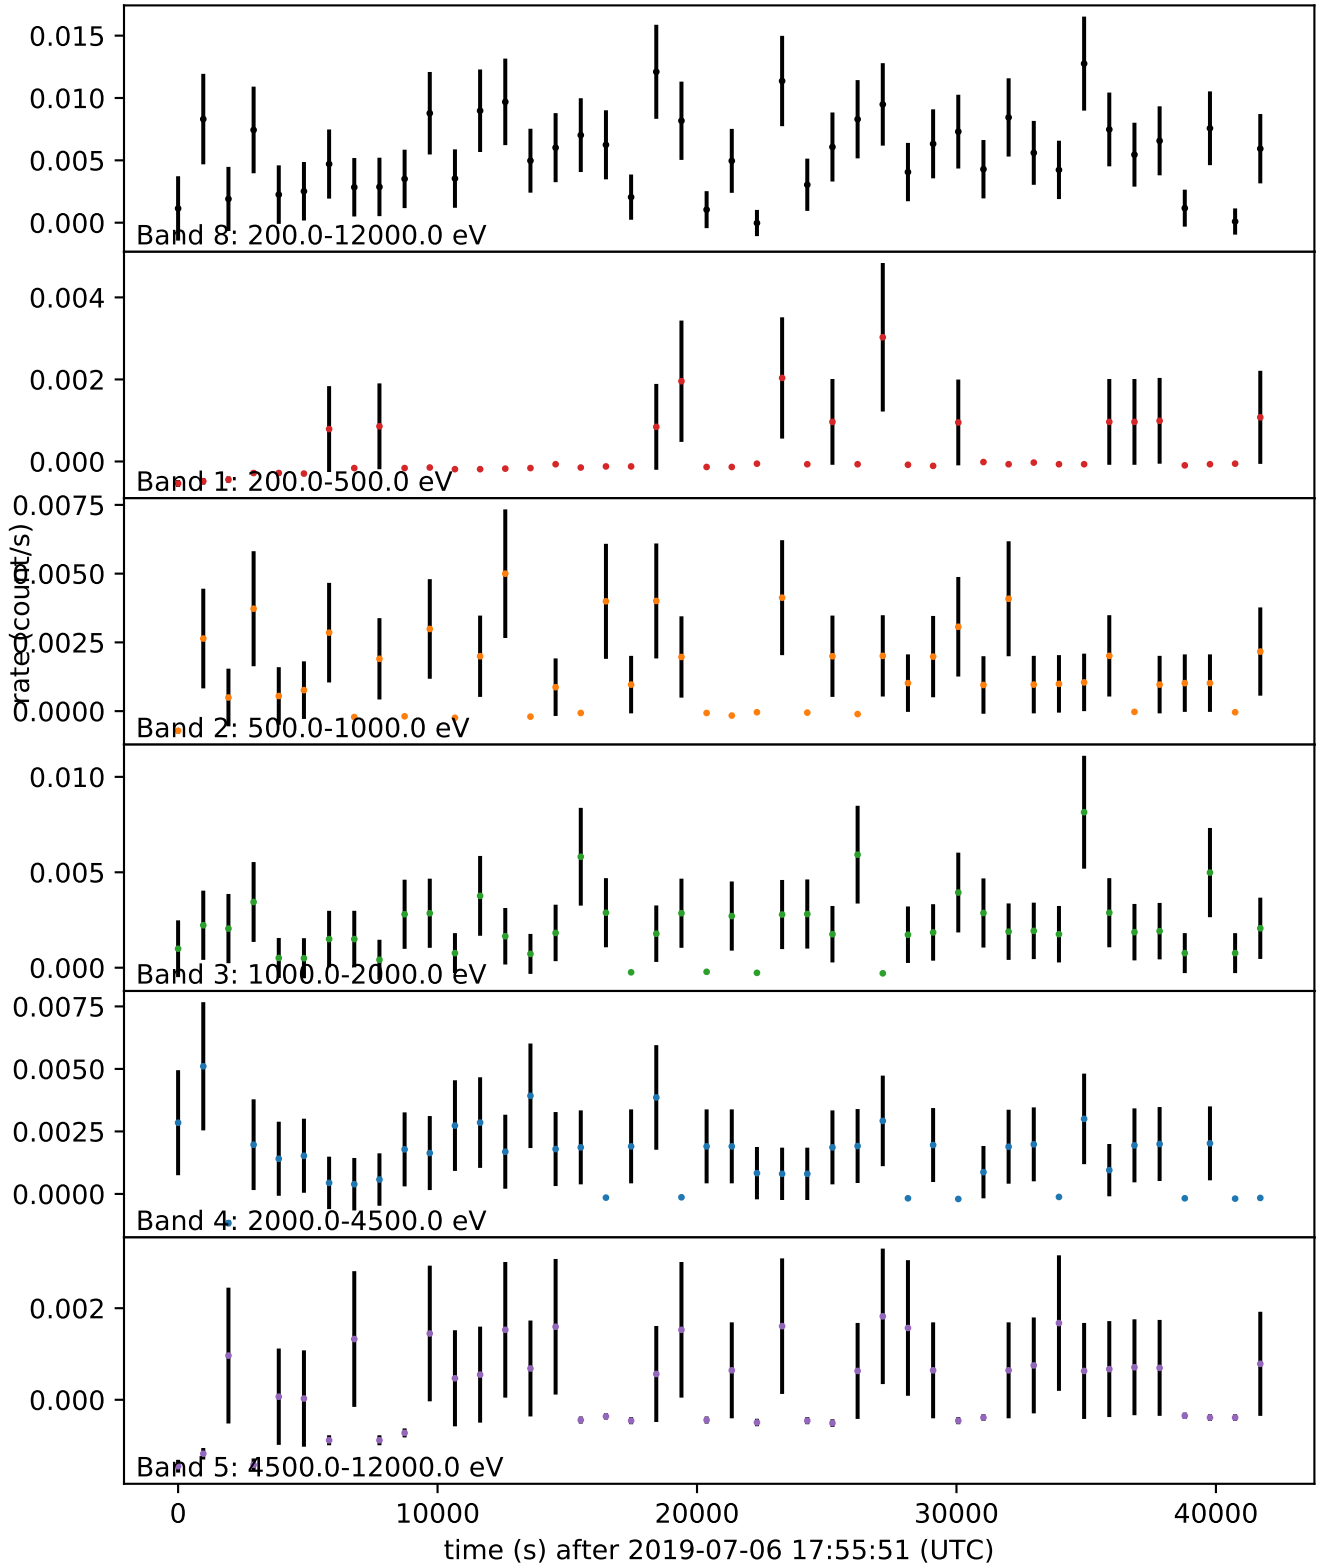 0.015
0.010
0.005
0.000
Band 8: 200.0-12000.0 eV
0.004
0.002
0.000
Band 1: 200.0-500.0 eV
rate (count/s)
0.0075
0.0050
0.0025
0.0000
Band 2: 500.0-1000.0 eV
0.010
0.005
0.000
Band 3: 1000.0-2000.0 eV
0.0075
0.0050
0.0025
0.0000
Band 4: 2000.0-4500.0 eV
0.002
0.000
Band 5: 4500.0-12000.0 eV
0 10000 20000 30000 40000
time (s) after 2019-07-06 17:55:51 (UTC)